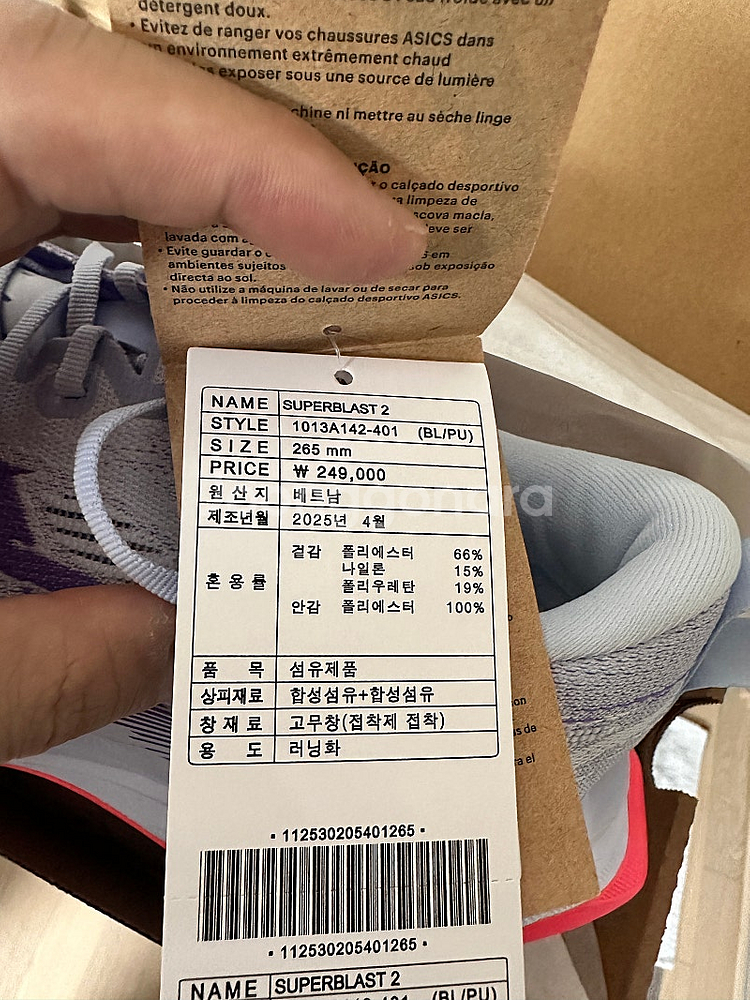 détergent doux.
• Evitez de ranger vos chaussures ASICS dans
un environnement extrêmement chaud
exposer sous une source de lumière
chine ni mettre au sèche linge
ÇÃO
o calçado desportivo
a limpeza de
escova macia,
deve ser
lavada com a
• Evite guardar o c s em
ambientes sujeitos sob exposição
directa ao sol.
• Não utilize a máquina de lavar ou de secar para
proceder à limpeza do calçado desportivo ASICS.
NAME SUPERBLAST 2
STYLE 1013A142-401 (BL/PU)
SIZE 265 mm
PRICE ₩ 249,000
원산지 베트남
제조년월 2025년 4월
혼용률 겉감 폴리에스터 66%
나일론 15%
폴리우레탄 19%
안감 폴리에스터 100%
품 목 섬유제품
상피재료 합성섬유+합성섬유
창재료 고무창(접착제 접착)
용 도 러닝화
• 112530205401265 •
• 112530205401265 •
NAME SUPERBLAST 2
(BL/PU)